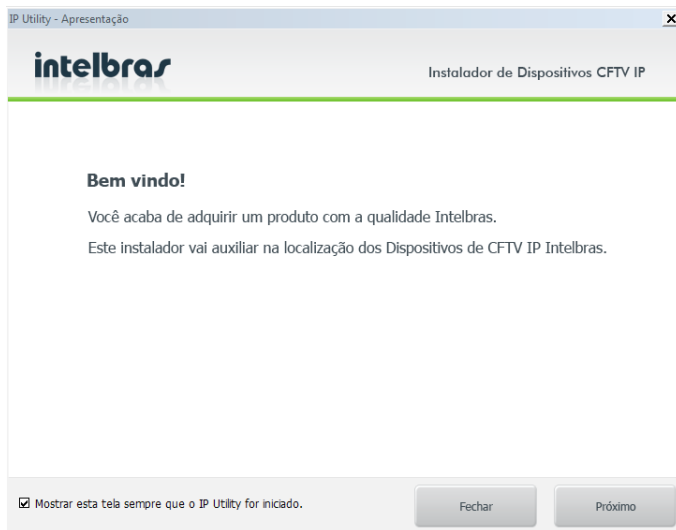 IP Utility - Apresentação
intelbras
Instalador de Dispositivos CFTV IP
Bem vindo!
Você acaba de adquirir um produto com a qualidade Intelbras.
Este instalador vai auxiliar na localização dos Dispositivos de CFTV IP Intelbras.
Mostrar esta tela sempre que o IP Utility for iniciado.
Fechar
Próximo